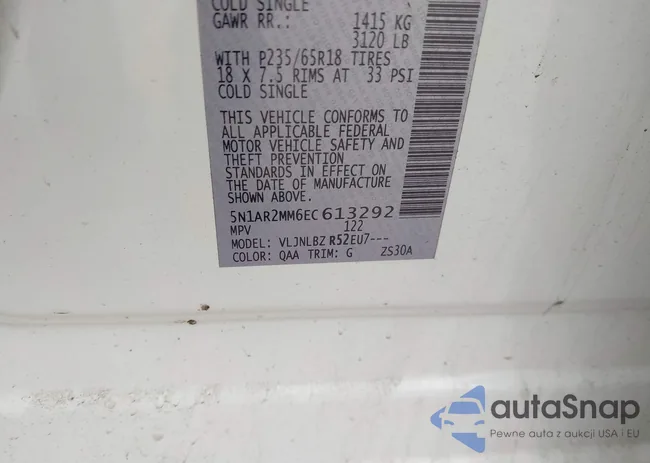 COLD SINGLE
GAWR RR.: 1415 KG
3120 LB
WITH P235/65R18 TIRES
18 X 7.5 RIMS AT 33 PSI
COLD SINGLE
THIS VEHICLE CONFORMS TO
ALL APPLICABLE FEDERAL
MOTOR VEHICLE SAFETY AND
THEFT PREVENTION
STANDARDS IN EFFECT ON
THE DATE OF MANUFACTURE
SHOWN ABOVE.
5N1AR2MM6EC613292
MPV 122
MODEL: VLJNLBZ R52EU7---
COLOR: QAA TRIM: G ZS30A
autaSnap
Pewne auta z aukcji USA i EU